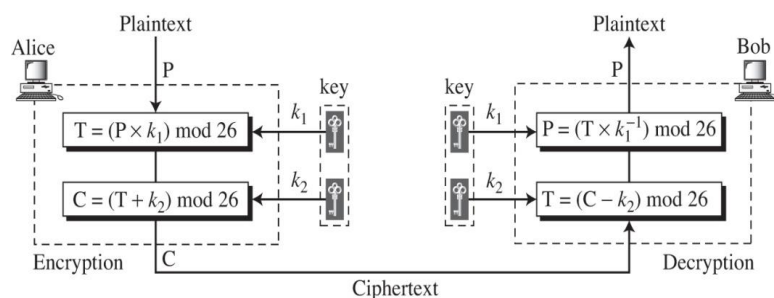 Plaintext
Plaintext
Alice
Bob
P
P
key
key
k₁
k₁
T = (P × k₁) mod 26
P = (T × k₁⁻¹) mod 26
k₂
k₂
C = (T + k₂) mod 26
T = (C − k₂) mod 26
Encryption
C
Decryption
Ciphertext